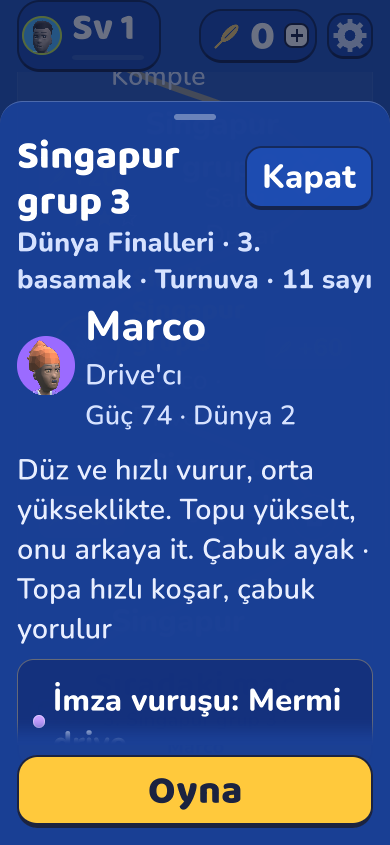 Sv 1
0
Komple
Singapur
grup 3
Kapat
Dünya Finalleri · 3.
basamak · Turnuva · 11 sayı
Marco
Drive'cı
Güç 74 · Dünya 2
Düz ve hızlı vurur, orta
yükseklikte. Topu yükselt,
onu arkaya it. Çabuk ayak ·
Topa hızlı koşar, çabuk
yorulur
İmza vuruşu: Mermi
drive
Oyna